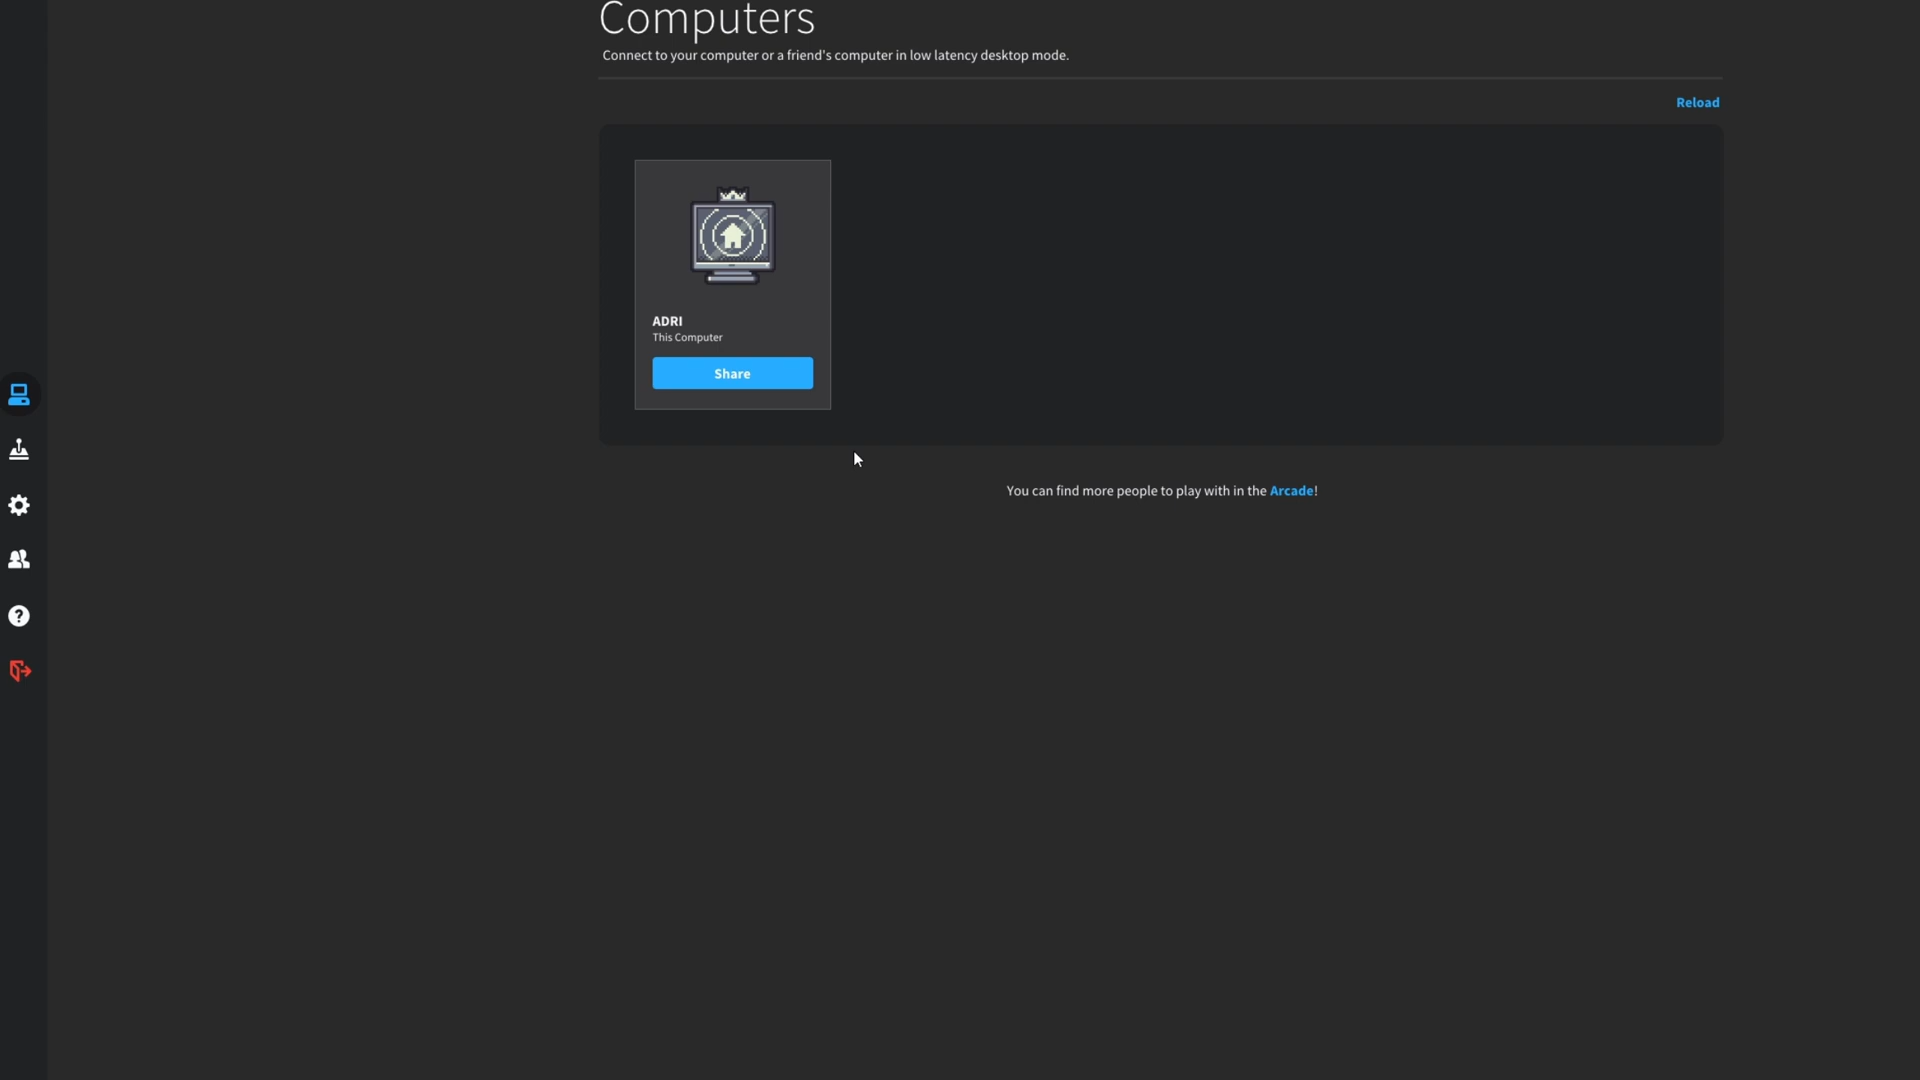 Computers
Connect to your computer or a friend's computer in low latency desktop mode.
Reload
ADRI
This Computer
Share
You can find more people to play with in the Arcade!